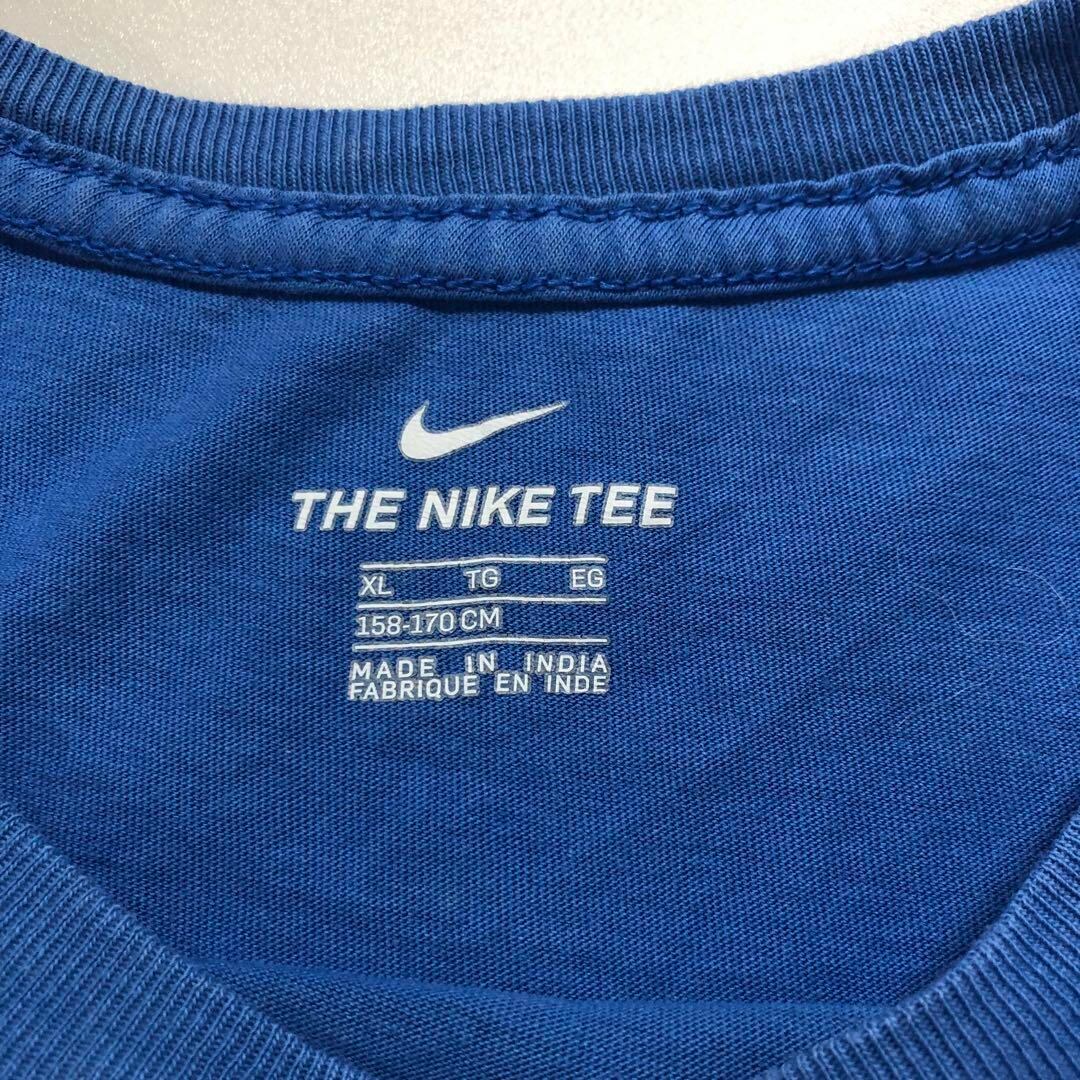 THE NIKE TEE
XL TG EG
158-170 CM
MADE IN INDIA
FABRIQUE EN INDE